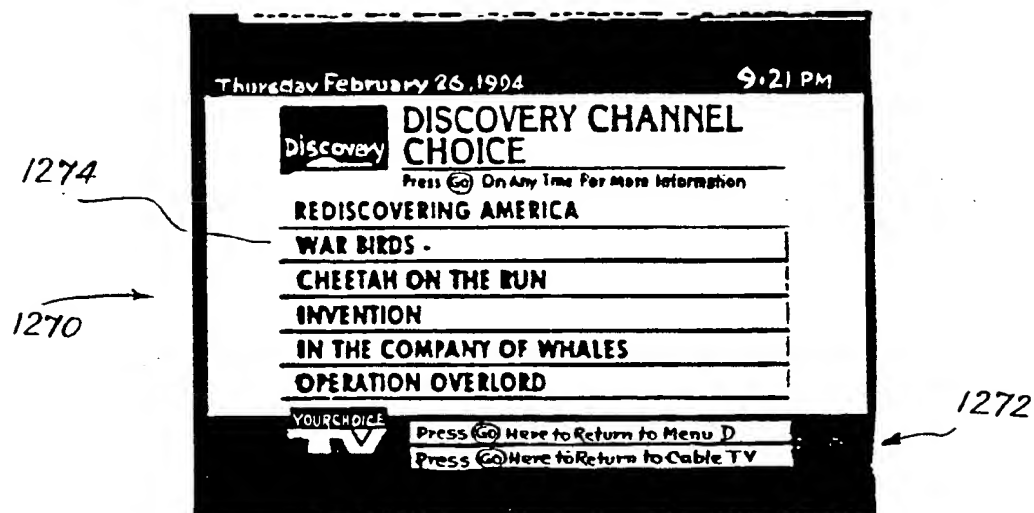 Thursday February 26, 1994 9:21 PM
Discovery
DISCOVERY CHANNEL
CHOICE
Press Go On Any Time For More Information
1274
REDISCOVERING AMERICA
WAR BIRDS -
CHEETAH ON THE RUN
1270
INVENTION
IN THE COMPANY OF WHALES
OPERATION OVERLORD
1272
YOUR CHOICE
TV
Press Go Here to Return to Menu D
Press Go Here to Return to Cable TV